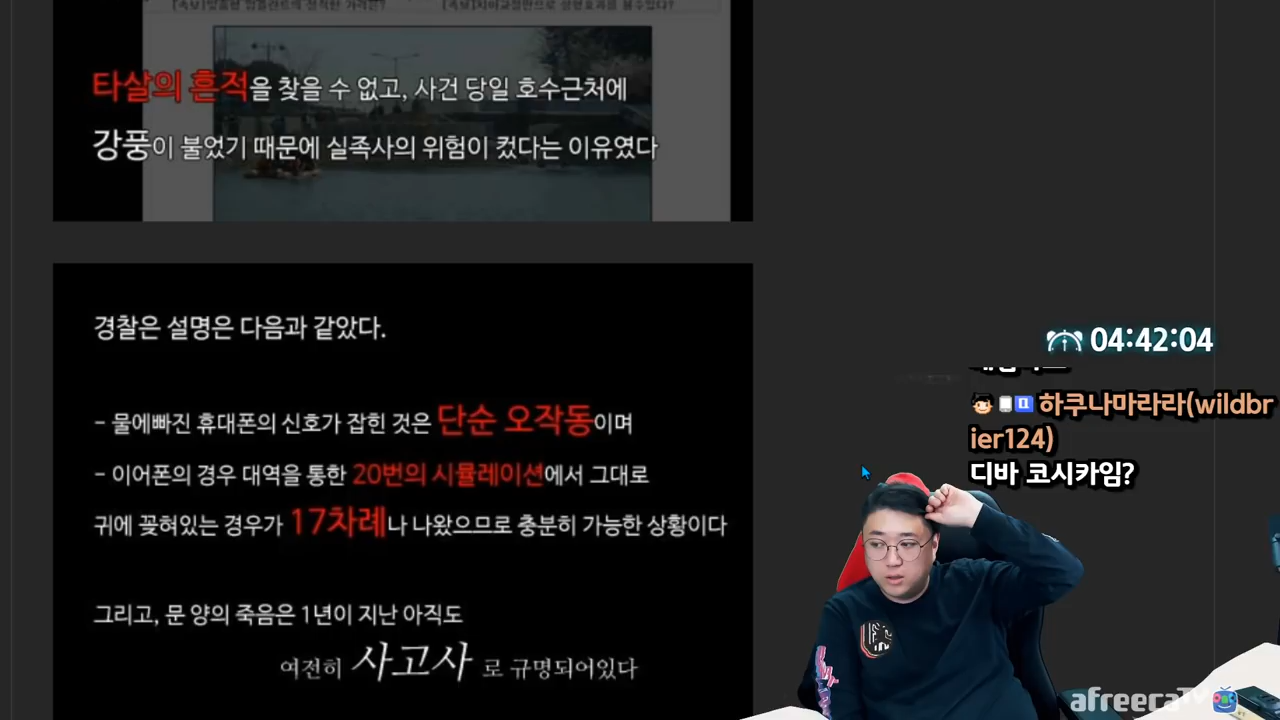 타살의 흔적을 찾을 수 없고, 사건 당일 호수근처에
강풍이 불었기 때문에 실족사의 위험이 컸다는 이유였다
경찰은 설명은 다음과 같았다.
- 물에빠진 휴대폰의 신호가 잡힌 것은 단순 오작동이며
- 이어폰의 경우 대역을 통한 20번의 시뮬레이션에서 그대로
귀에 꽂혀있는 경우가 17차례나 나왔으므로 충분히 가능한 상황이다
그리고, 문 양의 죽음은 1년이 지난 아직도
여전히 사고사 로 규명되어있다
04:42:04
하쿠나마라라(wildbr
ier124)
디바 코시카임?
afreecaTV